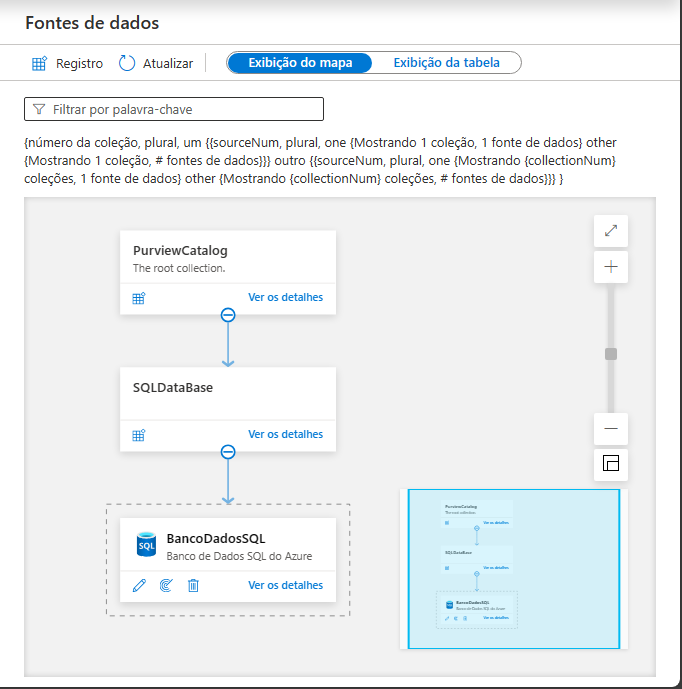 Fontes de dados
Registro
Atualizar
Exibição do mapa
Exibição da tabela
Filtrar por palavra-chave
{número da coleção, plural, um {{sourceNum, plural, one {Mostrando 1 coleção, 1 fonte de dados} other
{Mostrando 1 coleção, # fontes de dados}}} outro {{sourceNum, plural, one {Mostrando {collectionNum}
coleções, 1 fonte de dados} other {Mostrando {collectionNum} coleções, # fontes de dados}}} }
PurviewCatalog
The root collection.
Ver os detalhes
SQLDataBase
Ver os detalhes
SQL
BancoDadosSQL
Banco de Dados SQL do Azure
Ver os detalhes
PurviewCatalog
The root collection.
Ver os detalhes
SQLDataBase
Ver os detalhes
BancoDadosSQL
Banco de Dados SQL do Azure
Ver os detalhes